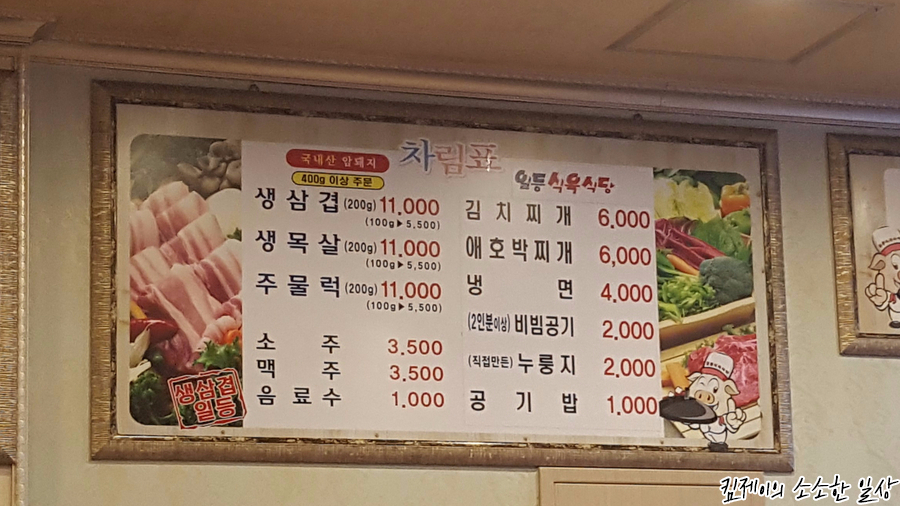 차림표
국내산 암돼지
400g 이상 주문
생삼겹 (200g) 11,000
(100g▶5,500)
생목살 (200g) 11,000
(100g▶5,500)
주물럭 (200g) 11,000
(100g▶5,500)
소주 3.500
맥주 3,500
음료수 1,000
일등식육식당
김치찌개 6,000
애호박찌개 6,000
냉면 4,000
(2인분이상) 비빔공기 2,000
(직접만든) 누룽지 2,000
공기밥 1,000
생삼겹
일등
킴제이의 소소한 일상